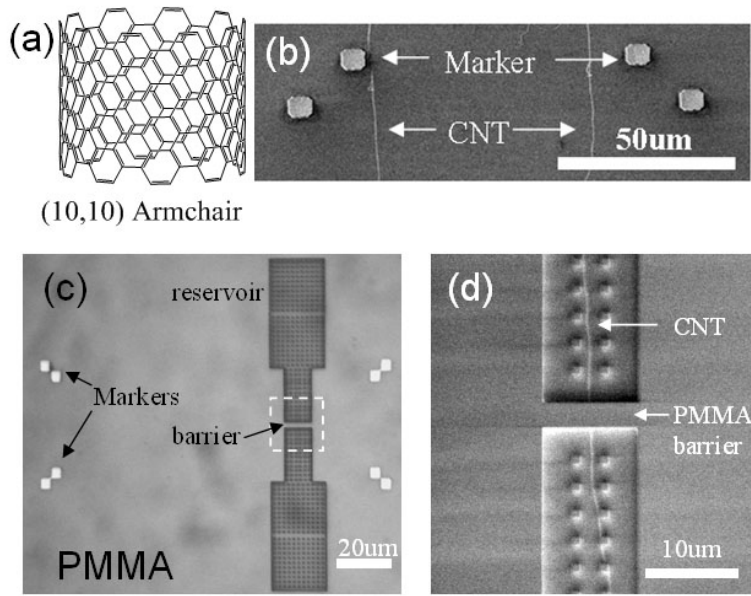 (a)
(10,10) Armchair
(b)
Marker
CNT
50um
(c)
reservoir
Markers
barrier
PMMA
20um
(d)
CNT
PMMA
barrier
10um